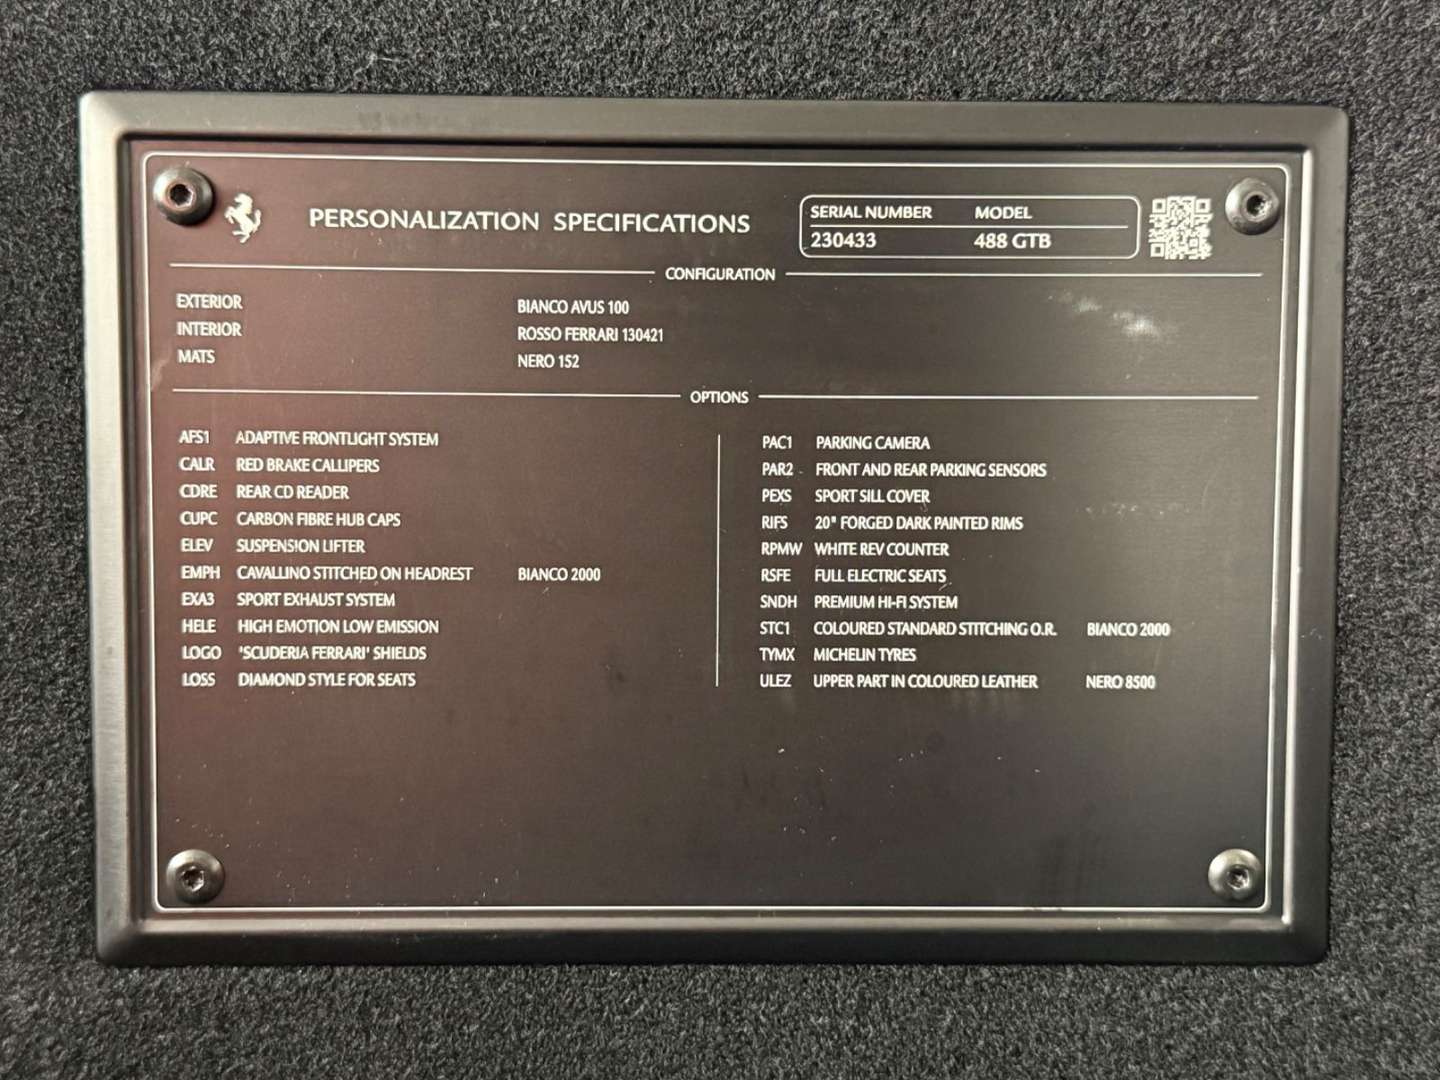 PERSONALIZATION SPECIFICATIONS
SERIAL NUMBER MODEL
230433 488 GTB
CONFIGURATION
EXTERIOR BIANCO AVUS 100
INTERIOR ROSSO FERRARI 130421
MATS NERO 152
OPTIONS
AFS1 ADAPTIVE FRONTLIGHT SYSTEM
CALR RED BRAKE CALLIPERS
CDRE REAR CD READER
CUPC CARBON FIBRE HUB CAPS
ELEV SUSPENSION LIFTER
EMPH CAVALLINO STITCHED ON HEADREST BIANCO 2000
EXA3 SPORT EXHAUST SYSTEM
HELE HIGH EMOTION LOW EMISSION
LOGO 'SCUDERIA FERRARI' SHIELDS
LOSS DIAMOND STYLE FOR SEATS
PAC1 PARKING CAMERA
PAR2 FRONT AND REAR PARKING SENSORS
PEXS SPORT SILL COVER
RIFS 20" FORGED DARK PAINTED RIMS
RPMW WHITE REV COUNTER
RSFE FULL ELECTRIC SEATS
SNDH PREMIUM HI-FI SYSTEM
STC1 COLOURED STANDARD STITCHING O.R. BIANCO 2000
TYMX MICHELIN TYRES
ULEZ UPPER PART IN COLOURED LEATHER NERO 8500